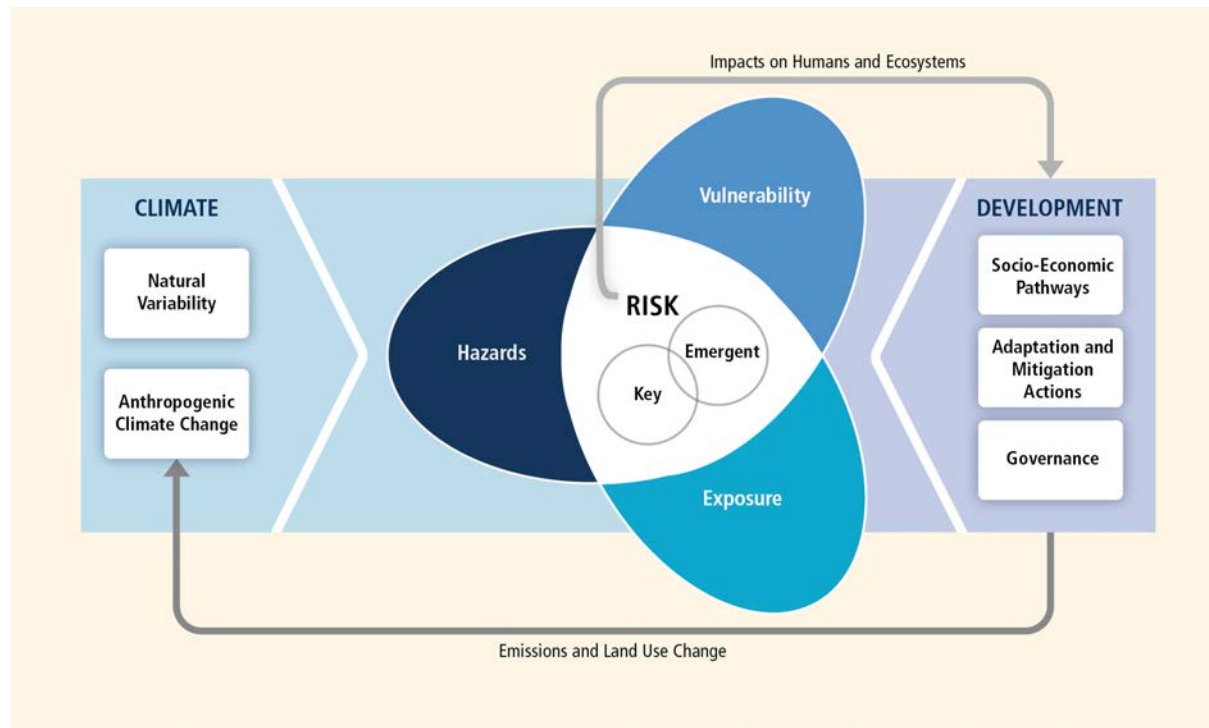 Impacts on Humans and Ecosystems
CLIMATE
Natural
Variability
Anthropogenic
Climate Change
Hazards
Vulnerability
RISK
Emergent
Key
Exposure
DEVELOPMENT
Socio-Economic
Pathways
Adaptation and
Mitigation
Actions
Governance
Emissions and Land Use Change